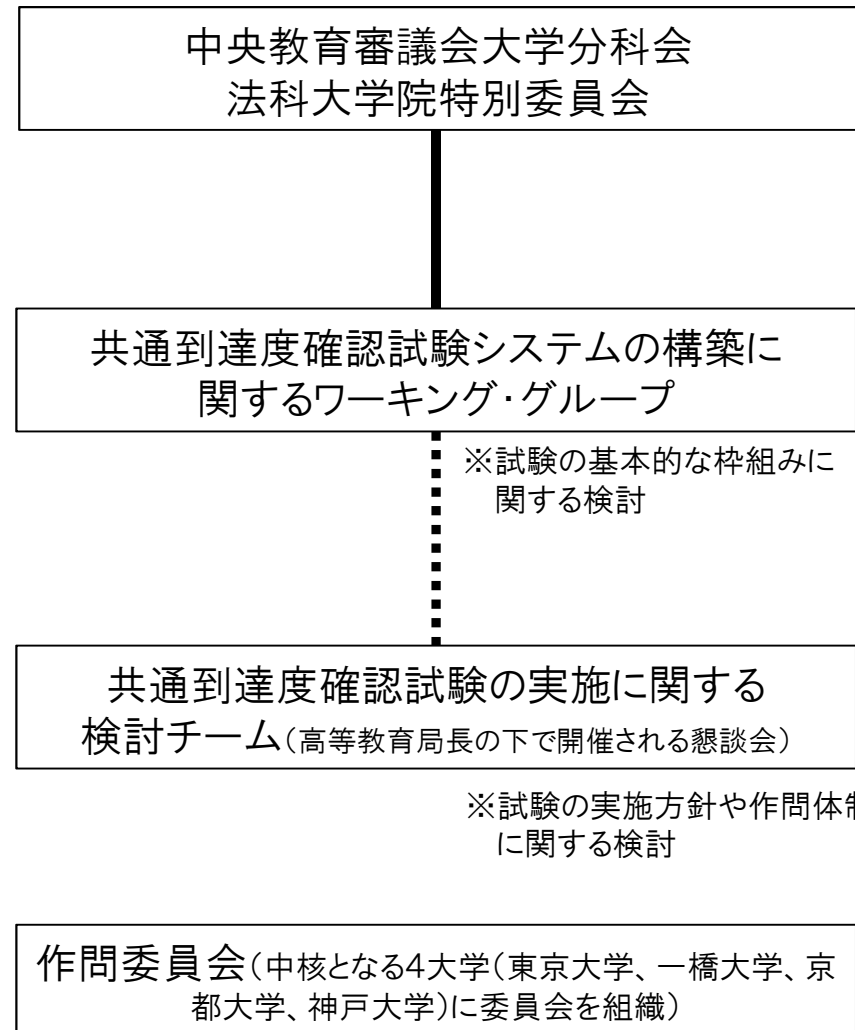 中央教育審議会大学分科会
法科大学院特別委員会
共通到達度確認試験システムの構築に
関するワーキング・グループ
※試験の基本的な枠組みに
関する検討
共通到達度確認試験の実施に関する
検討チーム(高等教育局長の下で開催される懇談会)
※試験の実施方針や作問体制
に関する検討
作問委員会(中核となる4大学(東京大学、一橋大学、京
都大学、神戸大学)に委員会を組織)